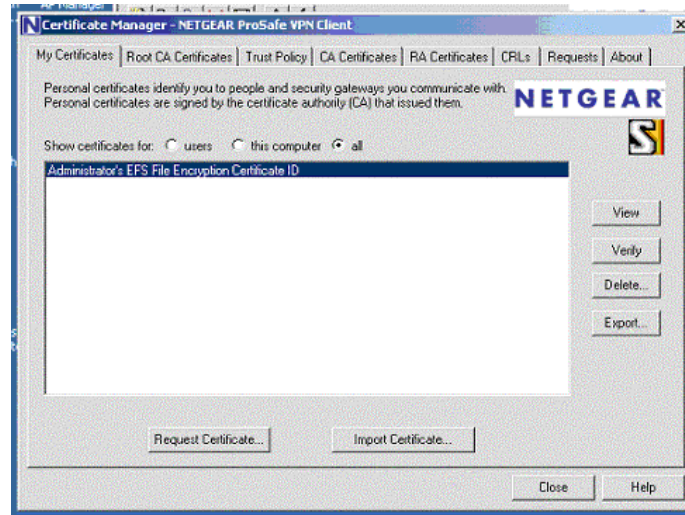 AP Manager
Certificate Manager - NETGEAR ProSafe VPN Client
My Certificates Root CA Certificates Trust Policy CA Certificates RA Certificates CRLs Requests About
Personal certificates identify you to people and security gateways you communicate with.
Personal certificates are signed by the certificate authority (CA) that issued them.
NETGEAR
Show certificates for: users this computer all
Administrator's EFS File Encryption Certificate ID
View
Verify
Delete...
Export...
Request Certificate... Import Certificate...
Close Help